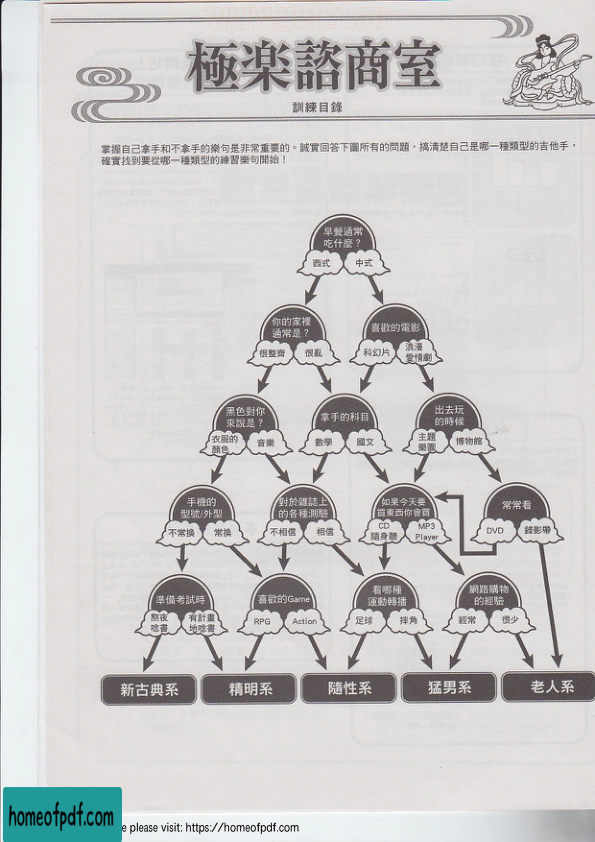 極楽諮商室
訓練目錄
掌握自己拿手和不拿手的樂句是非常重要的。誠實回答下圖所有的問題，搞清楚自己是哪一種類型的吉他手，
確實找到要從哪一種類型的練習樂句開始！
早餐通常
吃什麼？
西式
中式
你的家裡
通常是？
很整齊
很亂
喜歡的電影
科幻片
浪漫
愛情劇
黑色對你
來說是？
衣服的
顏色
音樂
拿手的科目
數學
國文
出去玩
的時候
主題
樂園
博物館
手機的
型號/外型
不常換
常換
對於雜誌上
的各種測驗
不相信
相信
如果今天要
買東西你會買
CD
隨身聽
MP3
Player
常常看
DVD
錄影帶
準備考試時
熬夜
唸書
有計畫
地唸書
喜歡的Game
RPG
Action
看哪種
運動轉播
足球
摔角
網路購物
的經驗
經常
很少
新古典系
精明系
隨性系
猛男系
老人系
homeofpdf.com
e please visit: https://homeofpdf.com